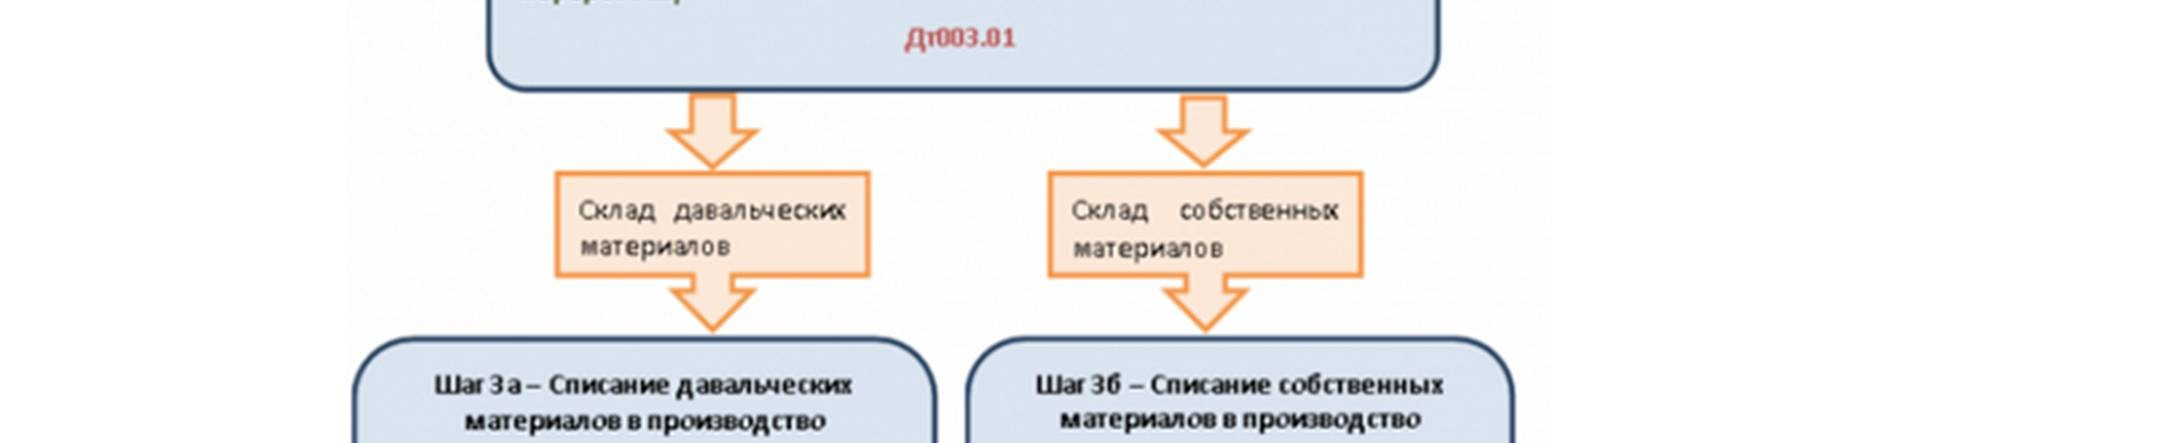 Дт003.01
Склад давальческих
материалов
Склад собственных
материалов
Шаг 3а – Списание давальческих
материалов в производство
Шаг 3б – Списание собственных
материалов в производство